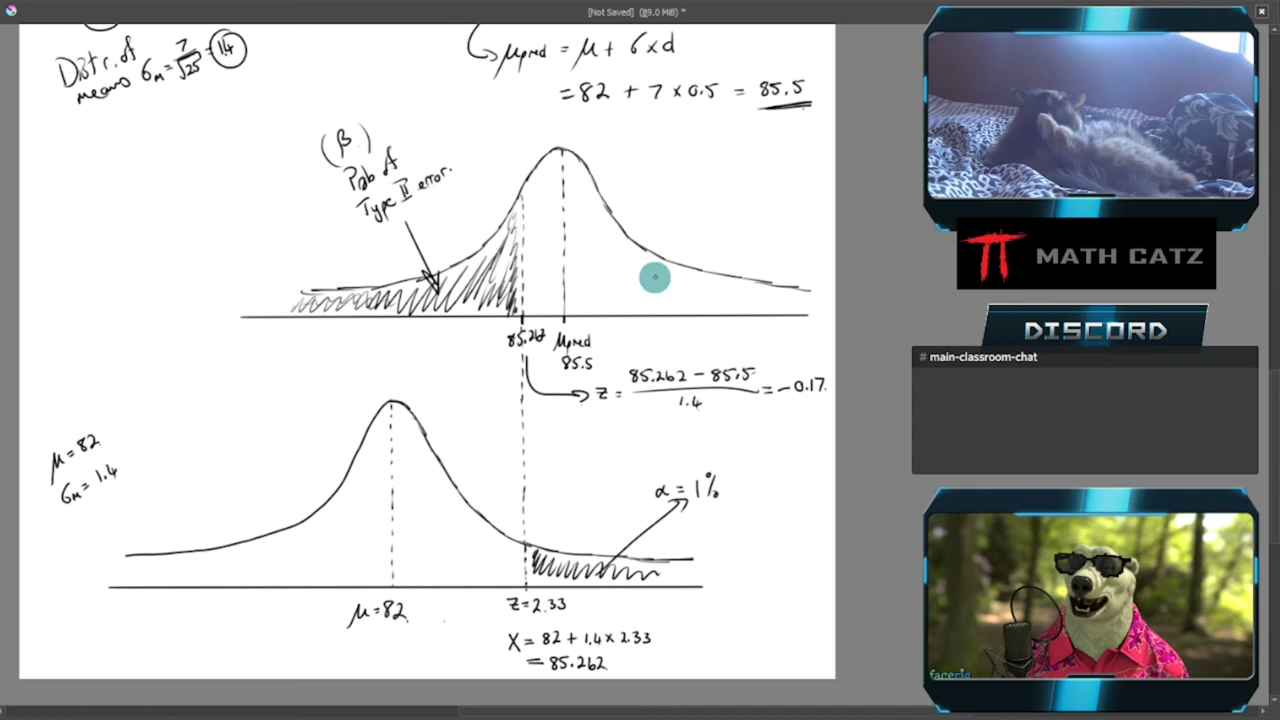 [Not Saved] (89.0 MiB) *
Distr. of
means σM = 7/√25 = 14
μpred = μ + σ x d
= 82 + 7 x 0.5 = 85.5
(β)
Prob of
Type II error.
MATH CATZ
DISCORD
# main-classroom-chat
85.262 μpred
85.5
z = 85.262 - 85.5 / 1.4 = -0.17
μ = 82
σM = 1.4
α = 1%
μ = 82
z = 2.33
X = 82 + 1.4 x 2.33
= 85.262
facerig